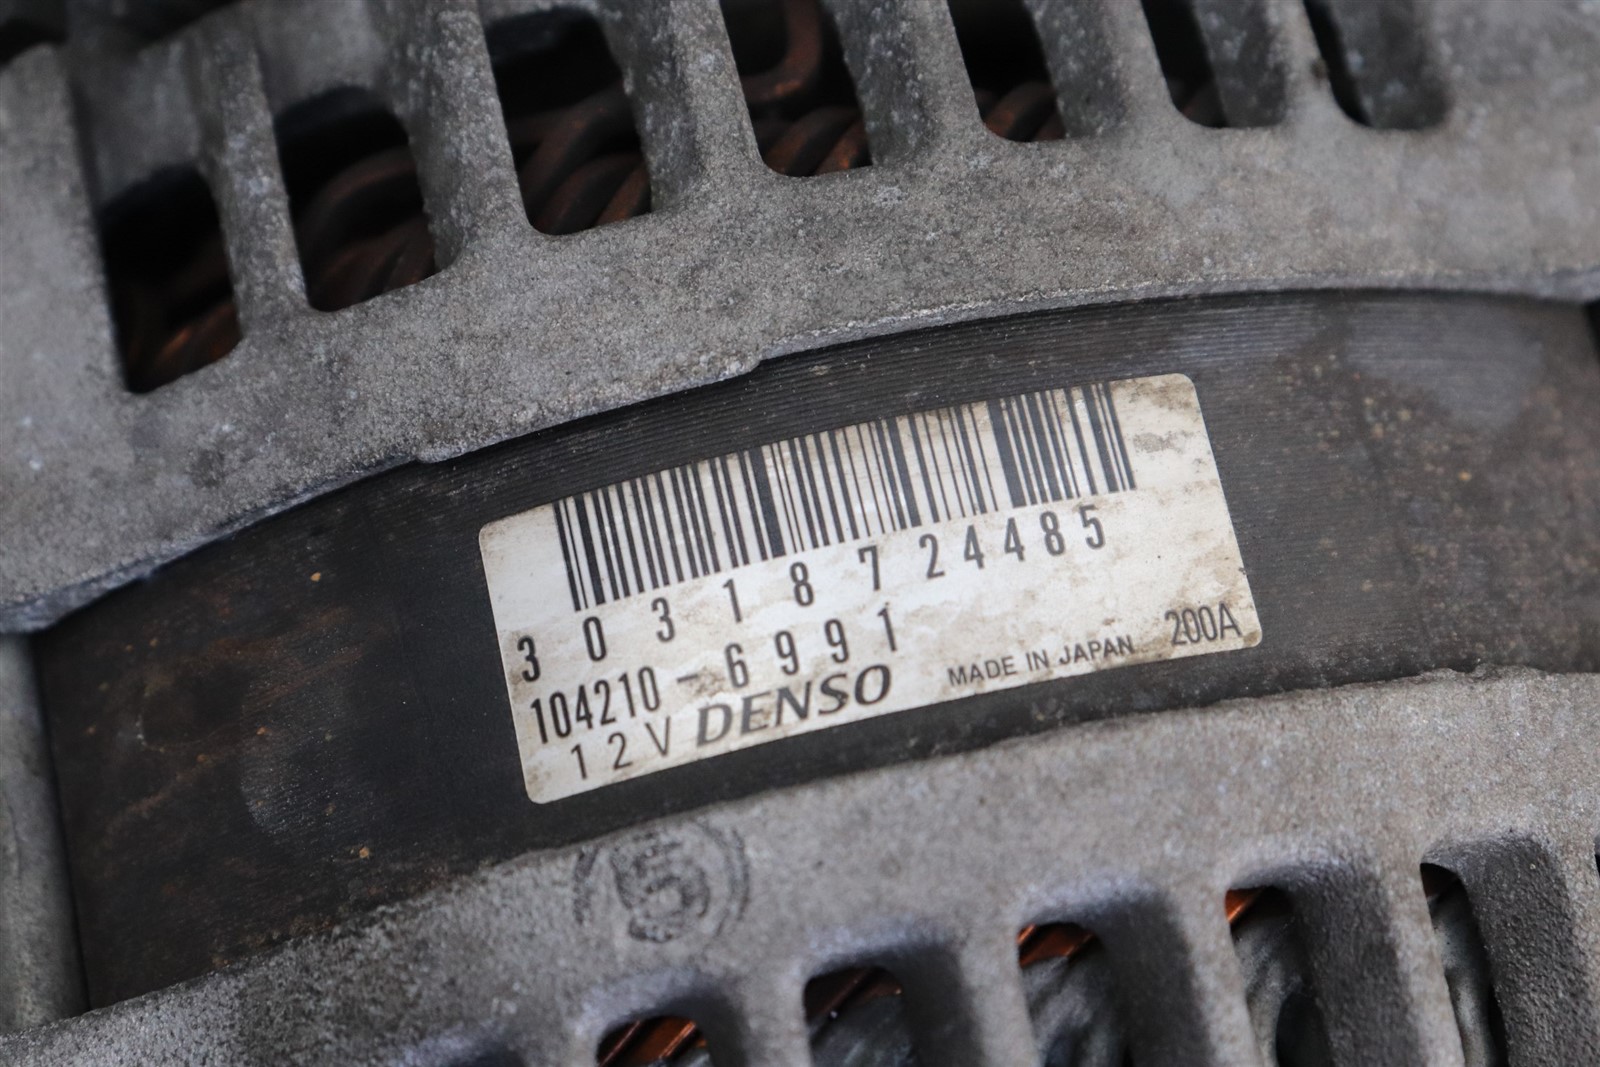 30318724485
104210-6991
12V DENSO MADE IN JAPAN 200A